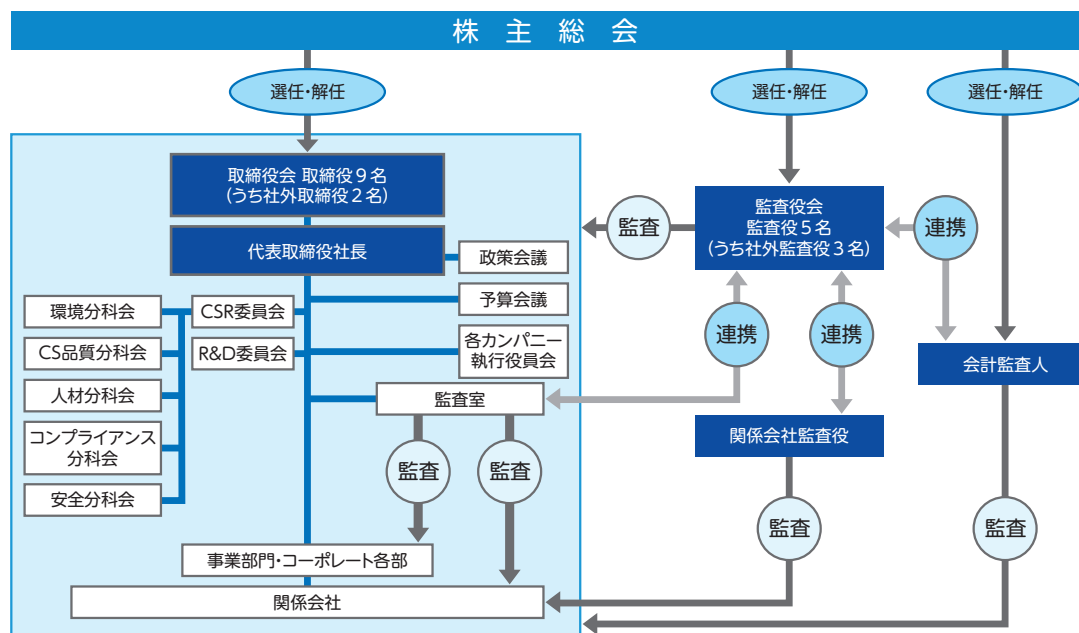 株主総会
選任・解任
選任・解任
選任・解任
取締役会 取締役9名
(うち社外取締役2名)
代表取締役社長
政策会議
予算会議
各カンパニー
執行役員会
CSR委員会
R&D委員会
環境分科会
CS品質分科会
人材分科会
コンプライアンス
分科会
安全分科会
監査室
監査
監査
事業部門・コーポレート各部
関係会社
監査
監査役会
監査役5名
(うち社外監査役3名)
連携
連携
連携
会計監査人
関係会社監査役
監査
監査